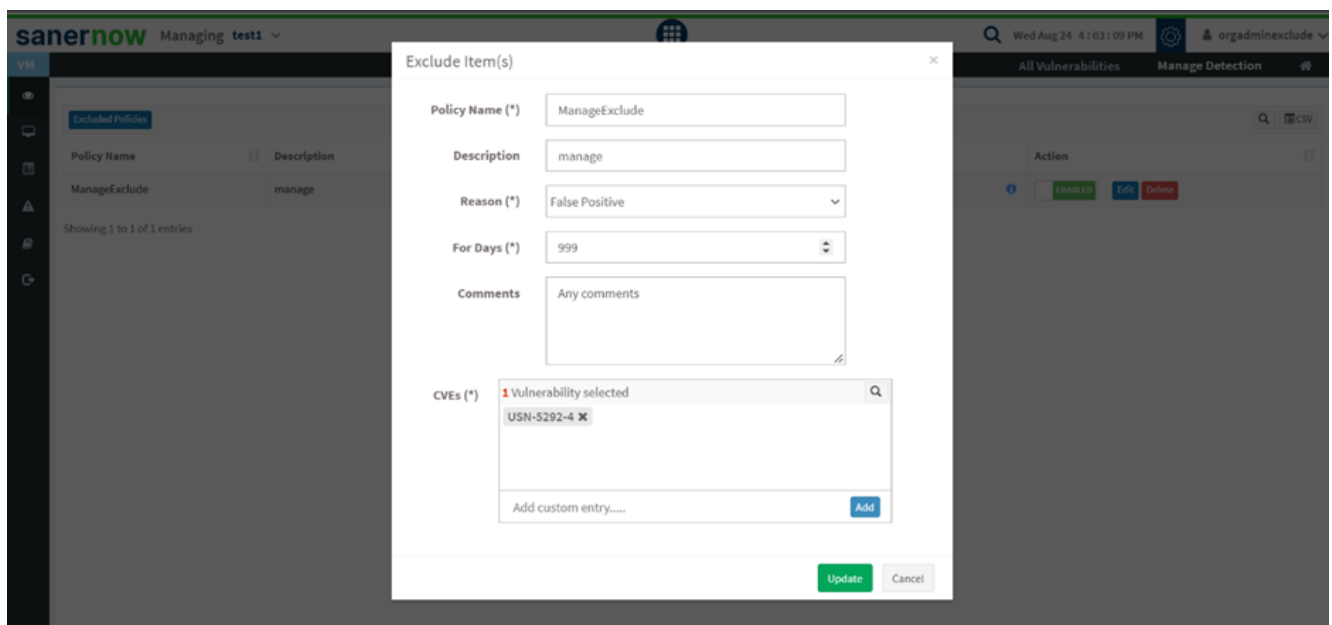 sanernow Managing test1
Wed Aug 24 4:03:09 PM orgadminexclude
VM
All Vulnerabilities Manage Detection
Excluded Policies
CSV
Policy Name Description Action
ManageExclude manage ENABLED Edit Delete
Showing 1 to 1 of 1 entries
Exclude Item(s) ×
Policy Name (*) ManageExclude
Description manage
Reason (*) False Positive
For Days (*) 999
Comments Any comments
CVEs (*) 1 Vulnerability selected
USN-5292-4 ✖
Add custom entry..... Add
Update Cancel